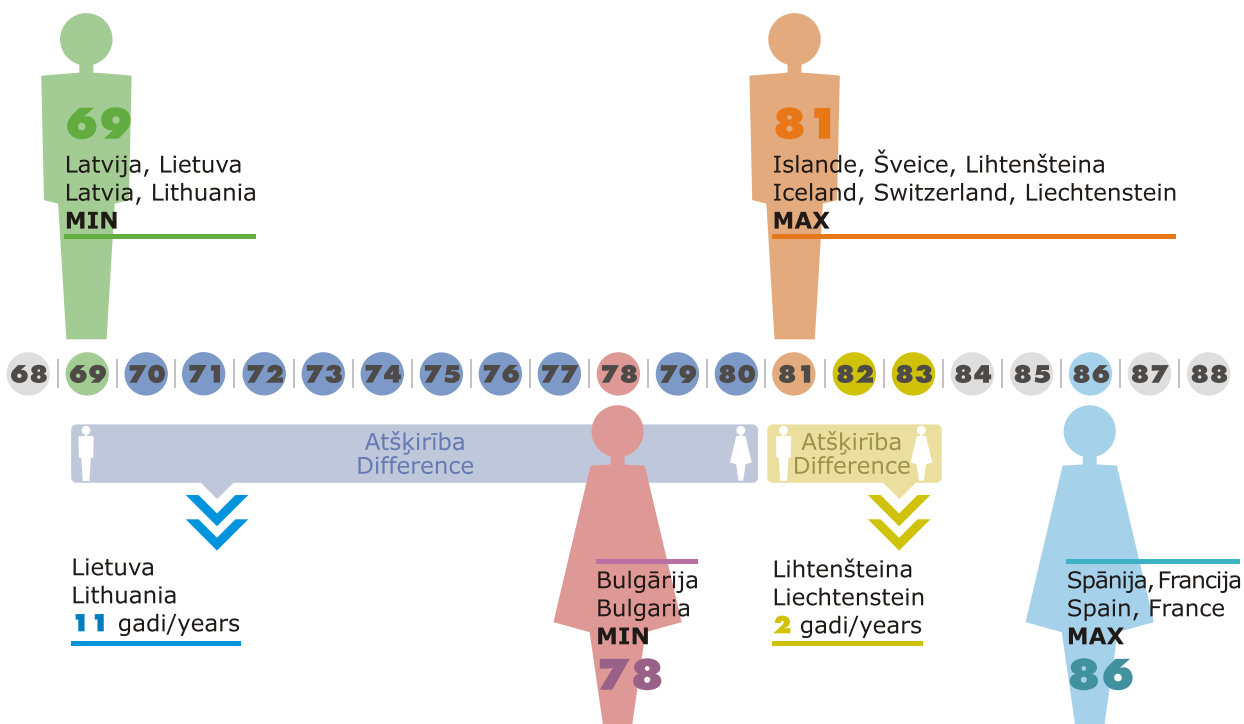 69
Latvija, Lietuva
Latvia, Lithuania
MIN
81
Islande, Šveice, Lihtenšteina
Iceland, Switzerland, Liechtenstein
MAX
68 69 70 71 72 73 74 75 76 77 78 79 80 81 82 83 84 85 86 87 88
Atšķirība
Difference
Atšķirība
Difference
Lietuva
Lithuania
11 gadi/years
Bulgārija
Bulgaria
MIN
78
Lihtenšteina
Liechtenstein
2 gadi/years
Spānija, Francija
Spain, France
MAX
86